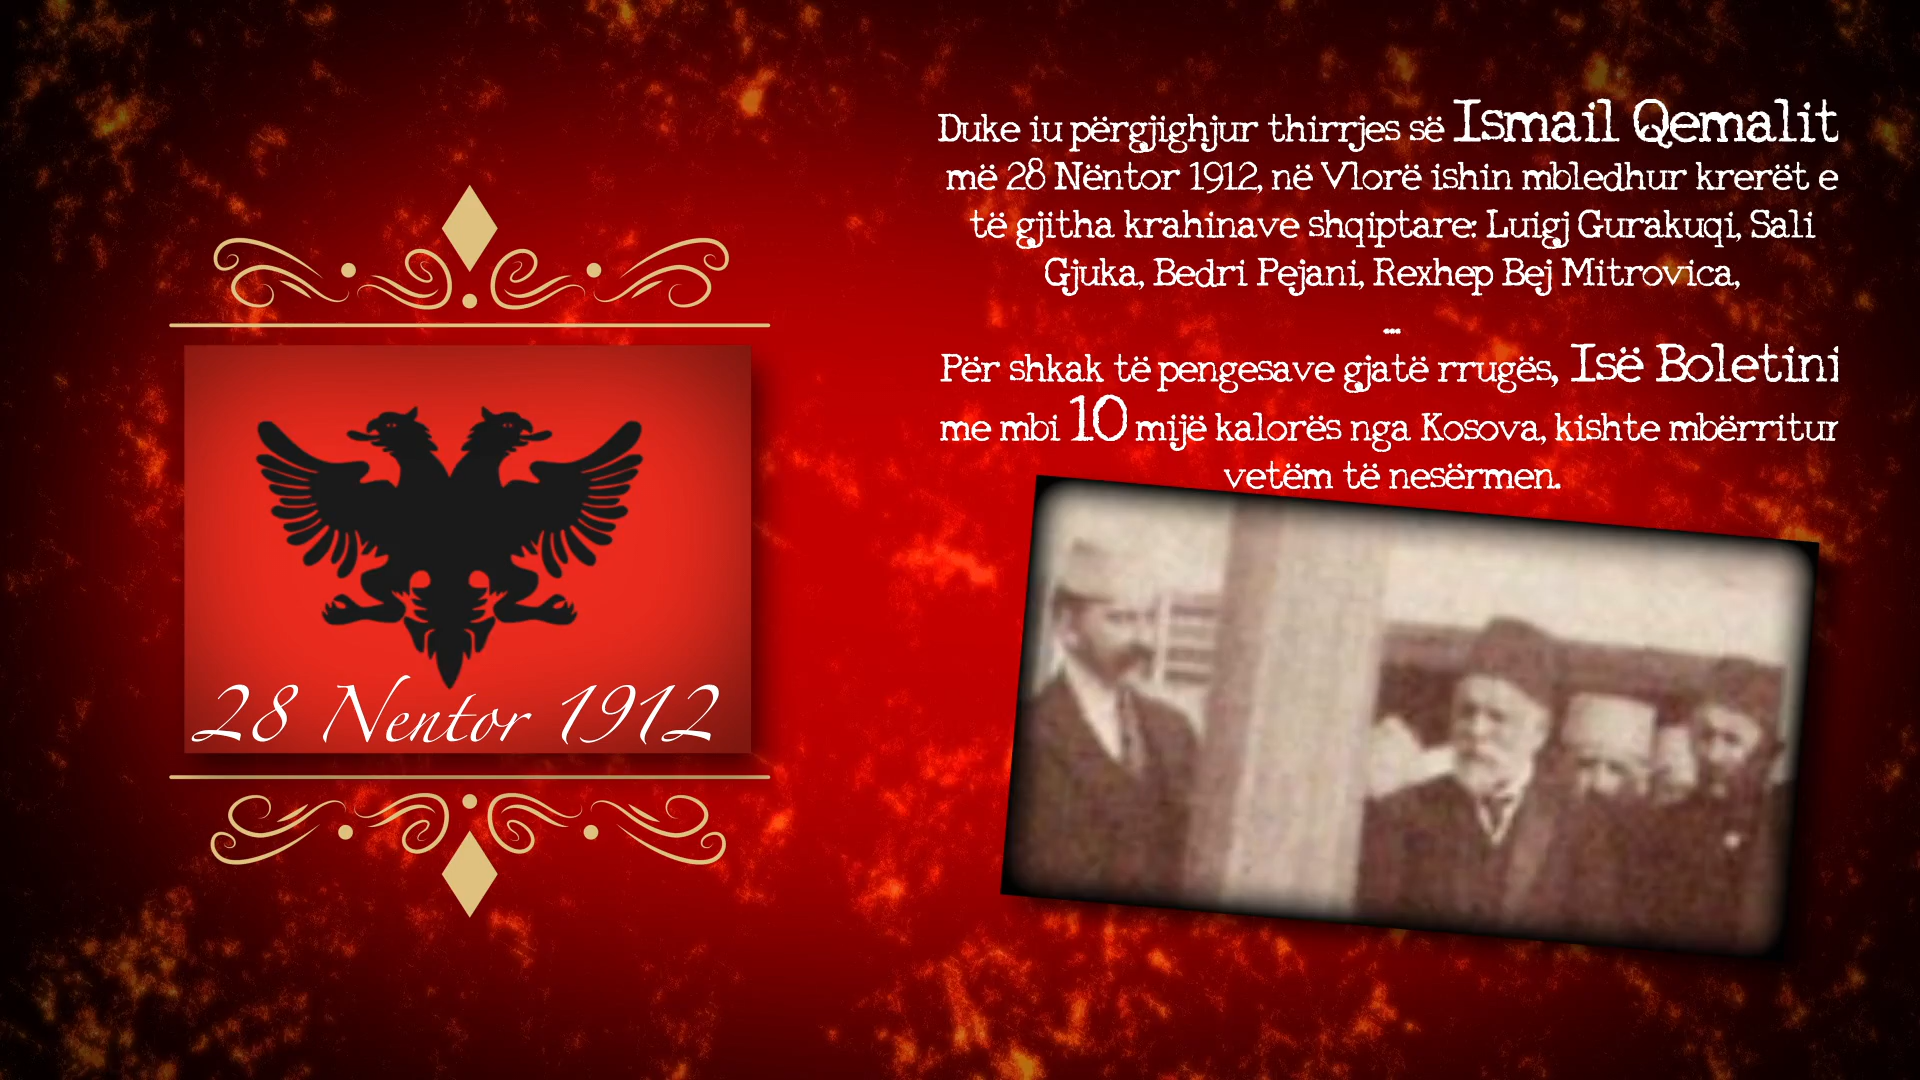 Duke iu përgjighjur thirrjes së Ismail Qemalit
më 28 Nëntor 1912, në Vlorë ishin mbledhur krerët e
të gjitha krahinave shqiptare: Luigj Gurakuqi, Sali
Gjuka, Bedri Pejani, Rexhep Bej Mitrovica,
...
Për shkak të pengesave gjatë rrugës, Isë Boletini
me mbi 10 mijë kalorës nga Kosova, kishte mbërritur
vetëm të nesërmen.
28 Nentor 1912